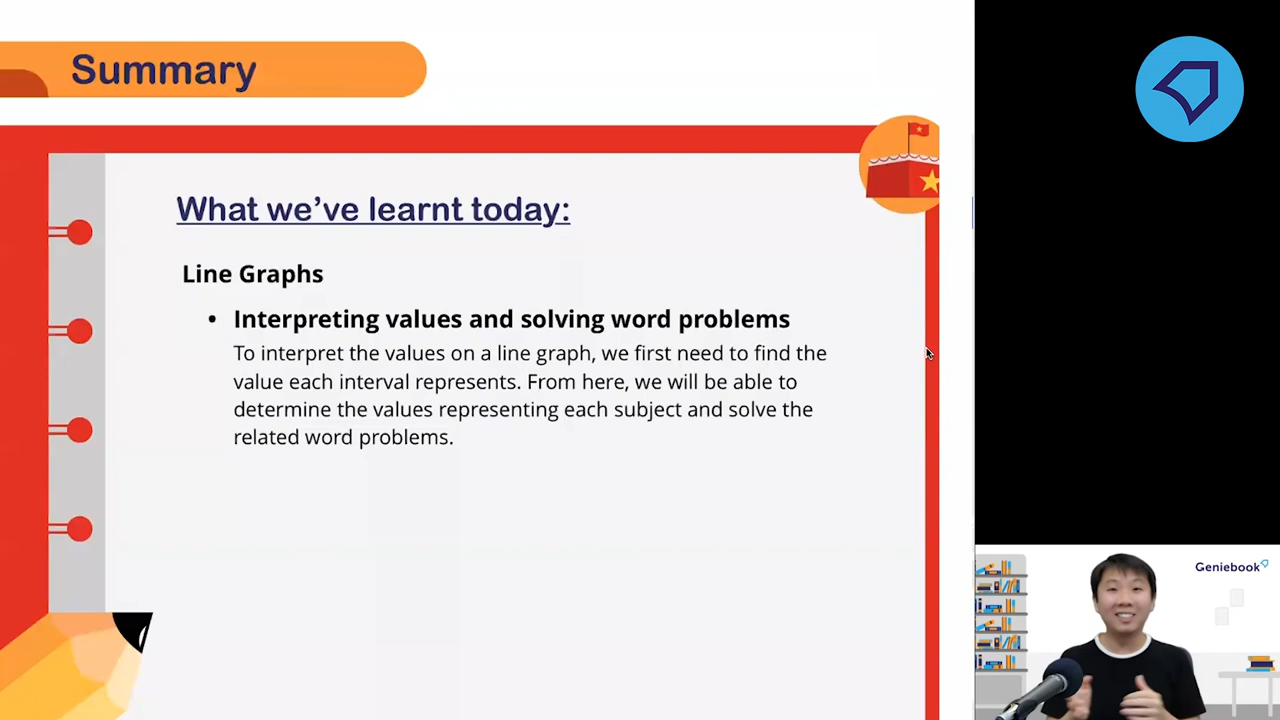 Summary
What we've learnt today:
Line Graphs
• Interpreting values and solving word problems
To interpret the values on a line graph, we first need to find the
value each interval represents. From here, we will be able to
determine the values representing each subject and solve the
related word problems.
Geniebook